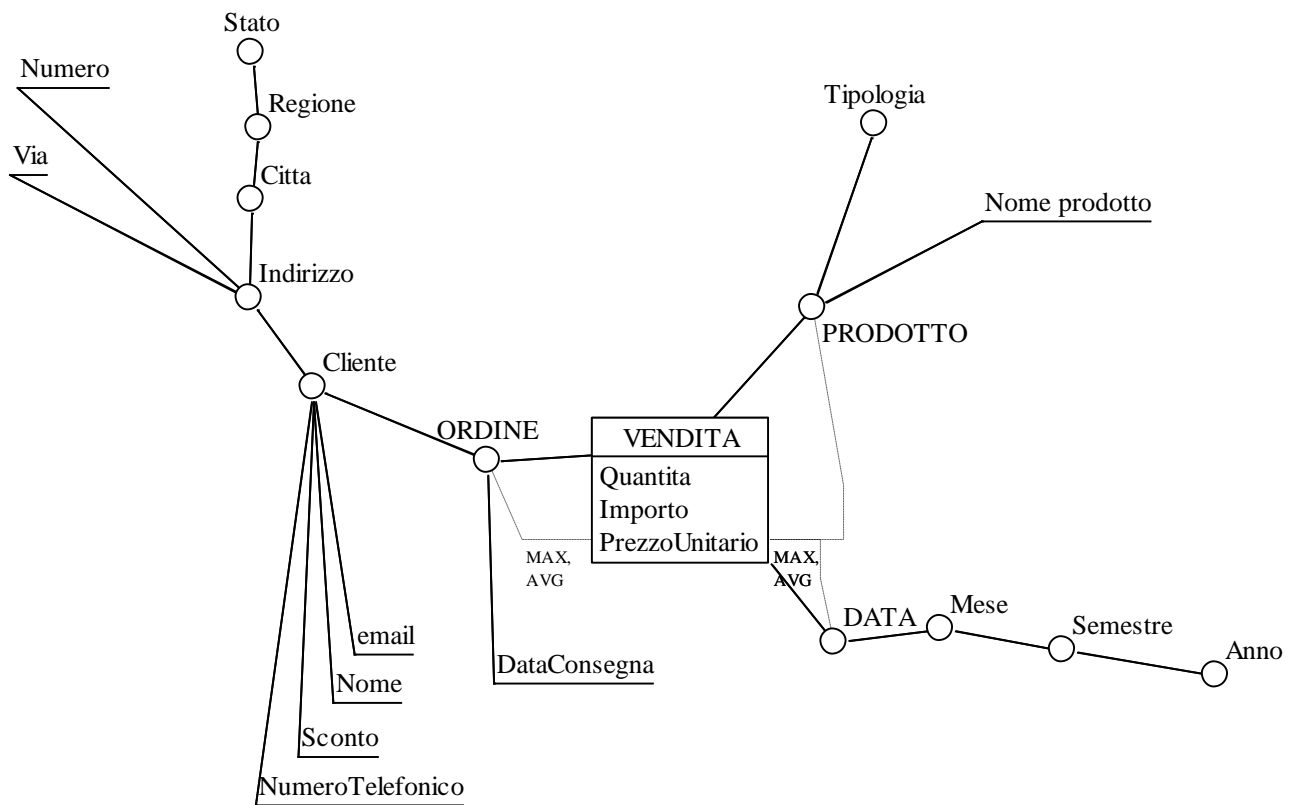 Stato
Numero
Regione
Tipologia
Via
Citta
Nome prodotto
Indirizzo
PRODOTTO
Cliente
ORDINE
VENDITA
Quantita
Importo
PrezzoUnitario
MAX,
AVG
MAX,
AVG
DATA
Mese
Semestre
Anno
email
DataConsegna
Nome
Sconto
NumeroTelefonico